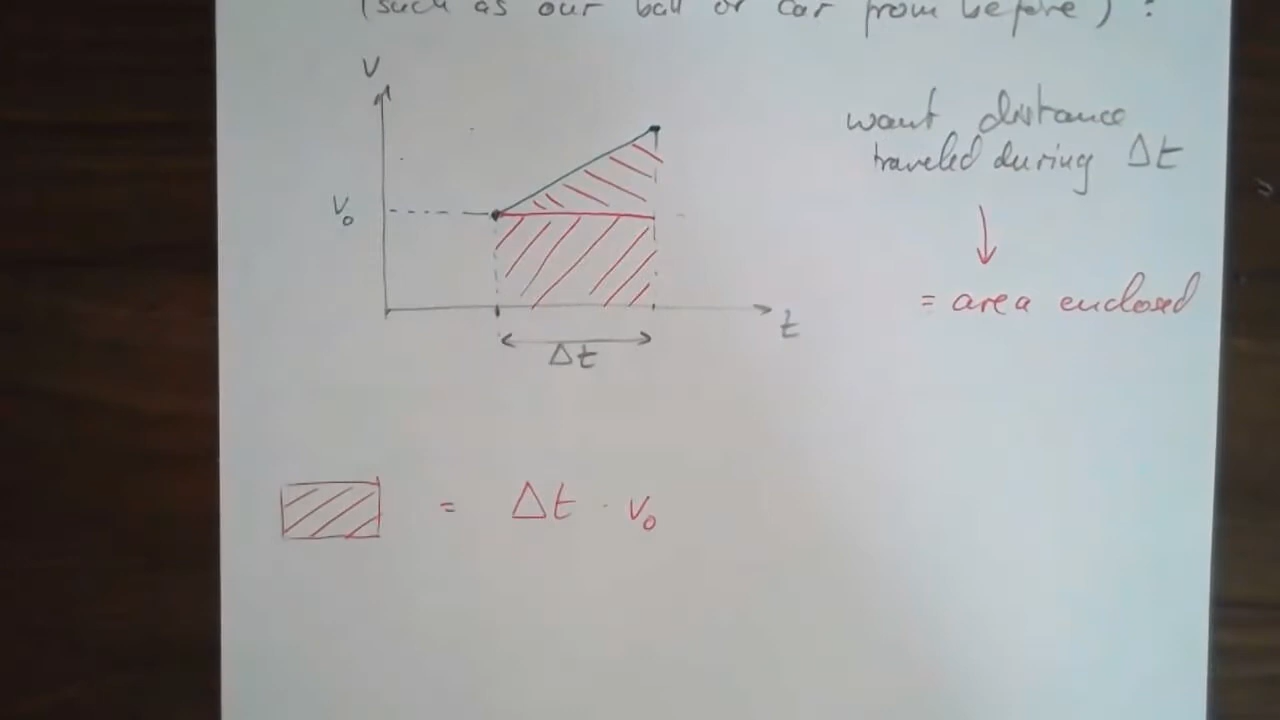 (such as our ball or car from before) :
v
want distance
traveled during Δt
v₀
= area enclosed
t
Δt
= Δt · v₀